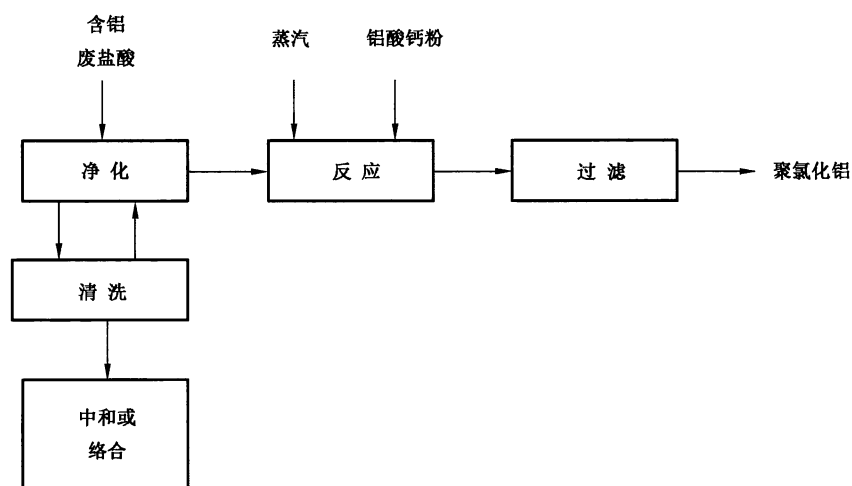 含铝
废盐酸
蒸汽
铝酸钙粉
净 化
反 应
过 滤
聚氯化铝
清 洗
中和或
络合